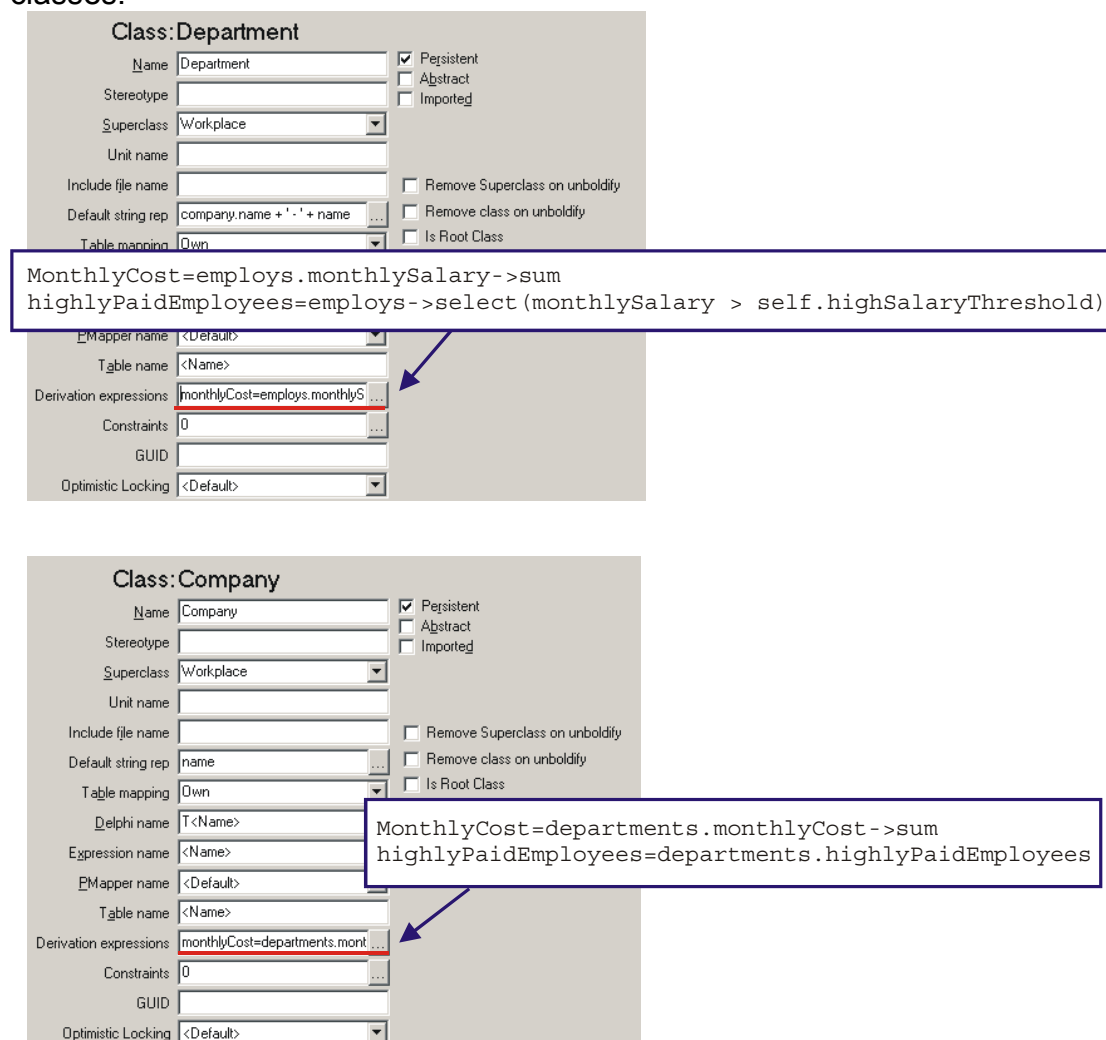 classes.
Class: Department
Name Department
Persistent
Abstract
Stereotype
Imported
Superclass Workplace
Unit name
Include file name
Remove Superclass on unboldify
Default string rep company.name + ' - ' + name ...
Remove class on unboldify
Table mapping Own
Is Root Class
MonthlyCost=employs.monthlySalary->sum
highlyPaidEmployees=employs->select(monthlySalary > self.highSalaryThreshold)
PMapper name <Default>
Table name <Name>
Derivation expressions monthlyCost=employs.monthlyS ...
Constraints 0 ...
GUID
Optimistic Locking <Default>
Class: Company
Name Company
Persistent
Abstract
Stereotype
Imported
Superclass Workplace
Unit name
Include file name
Remove Superclass on unboldify
Default string rep name ...
Remove class on unboldify
Table mapping Own
Is Root Class
Delphi name T<Name>
MonthlyCost=departments.monthlyCost->sum
Expression name <Name>
highlyPaidEmployees=departments.highlyPaidEmployees
PMapper name <Default>
Table name <Name>
Derivation expressions monthlyCost=departments.mont ...
Constraints 0 ...
GUID
Optimistic Locking <Default>